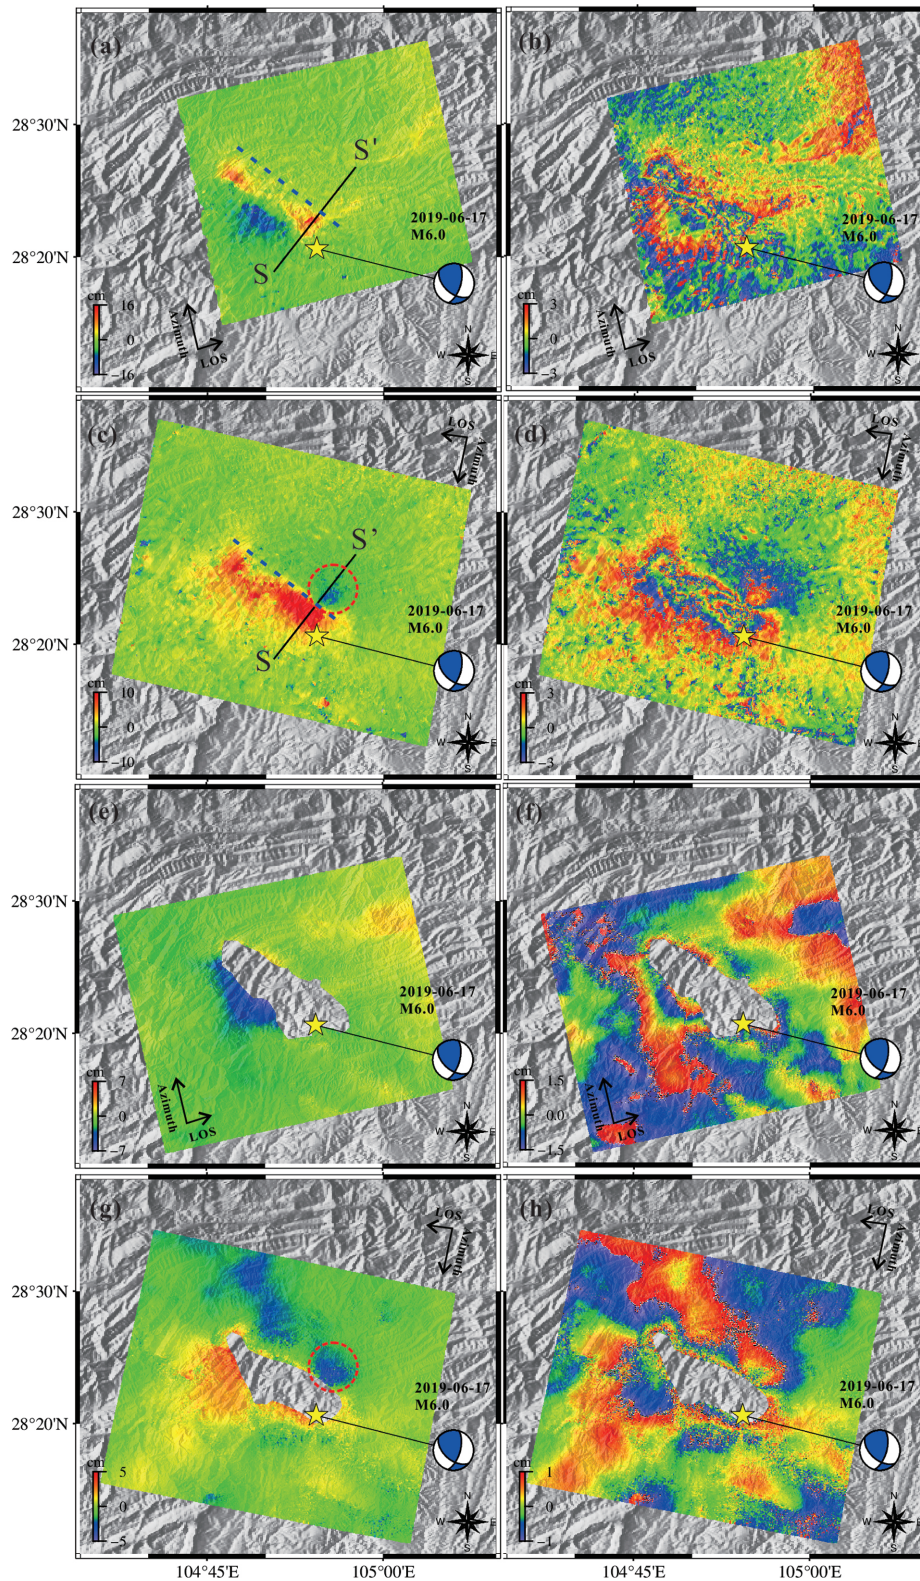 (a)
S'
S
28°30'N
28°20'N
2019-06-17
M6.0
cm
16
0
−16
Azimuth
LOS
N
W
E
S
(b)
2019-06-17
M6.0
cm
3
0
−3
N
W
E
S
(c)
LOS
Azimuth
S'
S
28°30'N
28°20'N
2019-06-17
M6.0
cm
10
0
−10
N
W
E
S
(d)
LOS
Azimuth
2019-06-17
M6.0
cm
3
0
−3
N
W
E
S
(e)
28°30'N
28°20'N
2019-06-17
M6.0
cm
7
0
−7
Azimuth
LOS
N
W
E
S
(f)
2019-06-17
M6.0
cm
1.5
0.0
−1.5
Azimuth
LOS
N
W
E
S
(g)
LOS
Azimuth
28°30'N
28°20'N
2019-06-17
M6.0
cm
5
0
−5
N
W
E
S
104°45'E
105°00'E
(h)
LOS
Azimuth
2019-06-17
M6.0
cm
1
0
−1
N
W
E
S
104°45'E
105°00'E